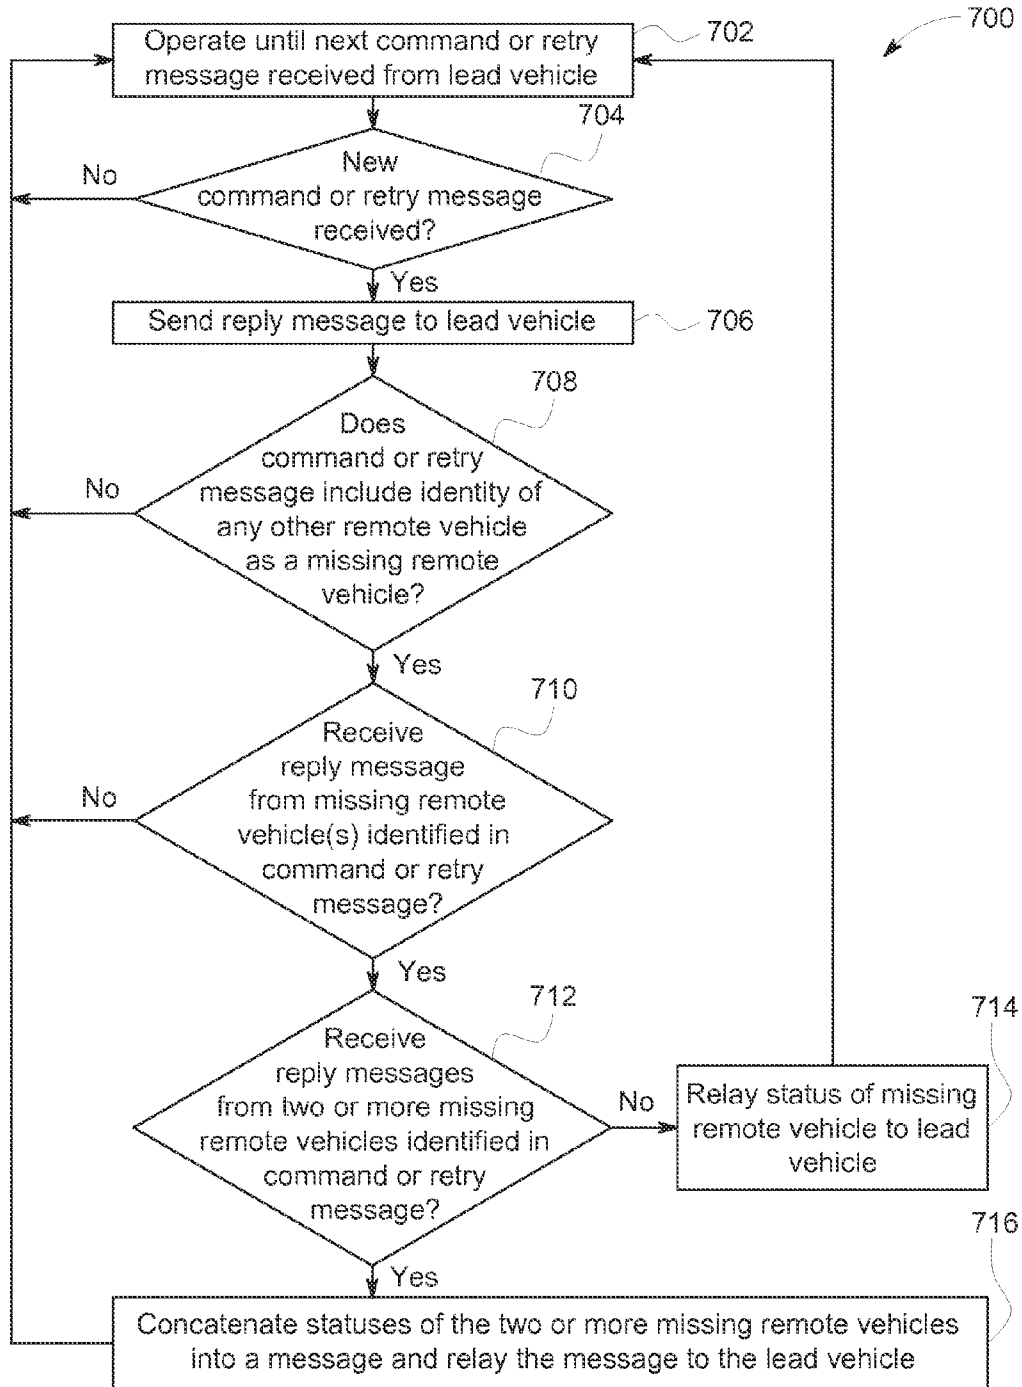 700
Operate until next command or retry
message received from lead vehicle
702
704
New
command or retry message
received?
No
Yes
Send reply message to lead vehicle
706
708
Does
command or retry
message include identity of
any other remote vehicle
as a missing remote
vehicle?
No
Yes
710
Receive
reply message
from missing remote
vehicle(s) identified in
command or retry
message?
No
Yes
712
Receive
reply messages
from two or more missing
remote vehicles identified in
command or retry
message?
No
714
Relay status of missing
remote vehicle to lead
vehicle
Yes
716
Concatenate statuses of the two or more missing remote vehicles
into a message and relay the message to the lead vehicle